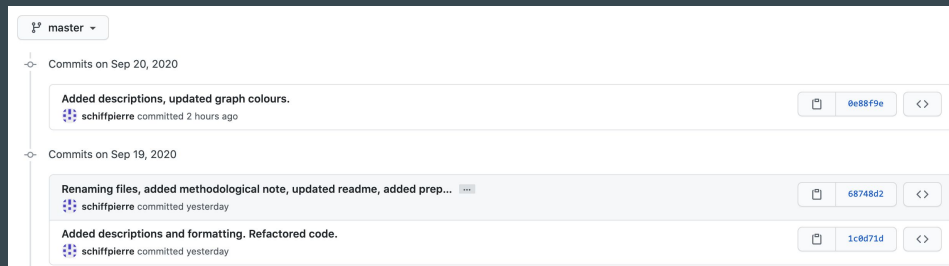 master
Commits on Sep 20, 2020
Added descriptions, updated graph colours.
schiffpierre committed 2 hours ago
0e88f9e
Commits on Sep 19, 2020
Renaming files, added methodological note, updated readme, added prep... ...
schiffpierre committed yesterday
68748d2
Added descriptions and formatting. Refactored code.
schiffpierre committed yesterday
1c0d71d